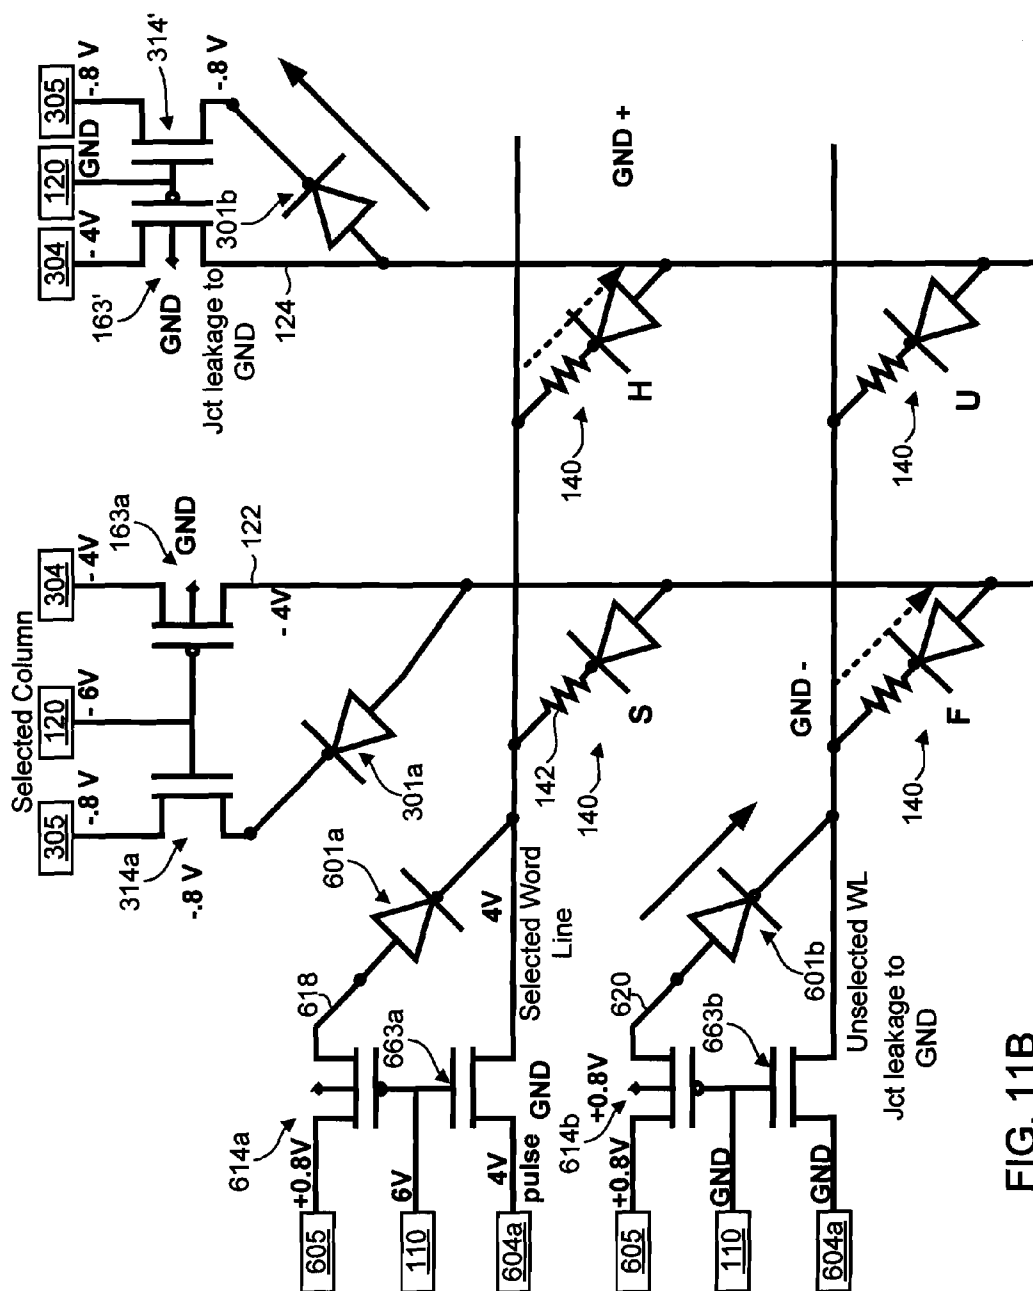 Selected Column
305
120
304
-.8 V
- 6V
- 4V
314a
-.8 V
163a
GND
- 4V
122
301a
304
120
305
- 4V
GND
-.8 V
163'
314'
GND
-.8 V
Jct leakage to
GND
124
301b
605
+0.8V
614a
618
601a
110
6V
663a
604a
4V
pulse
GND
4V
Selected Word
Line
142
140
S
140
H
GND +
605
+0.8V
614b
+0.8V
620
601b
110
GND
663b
604a
GND
Unselected WL
Jct leakage to
GND
GND -
140
F
140
U
FIG. 11B